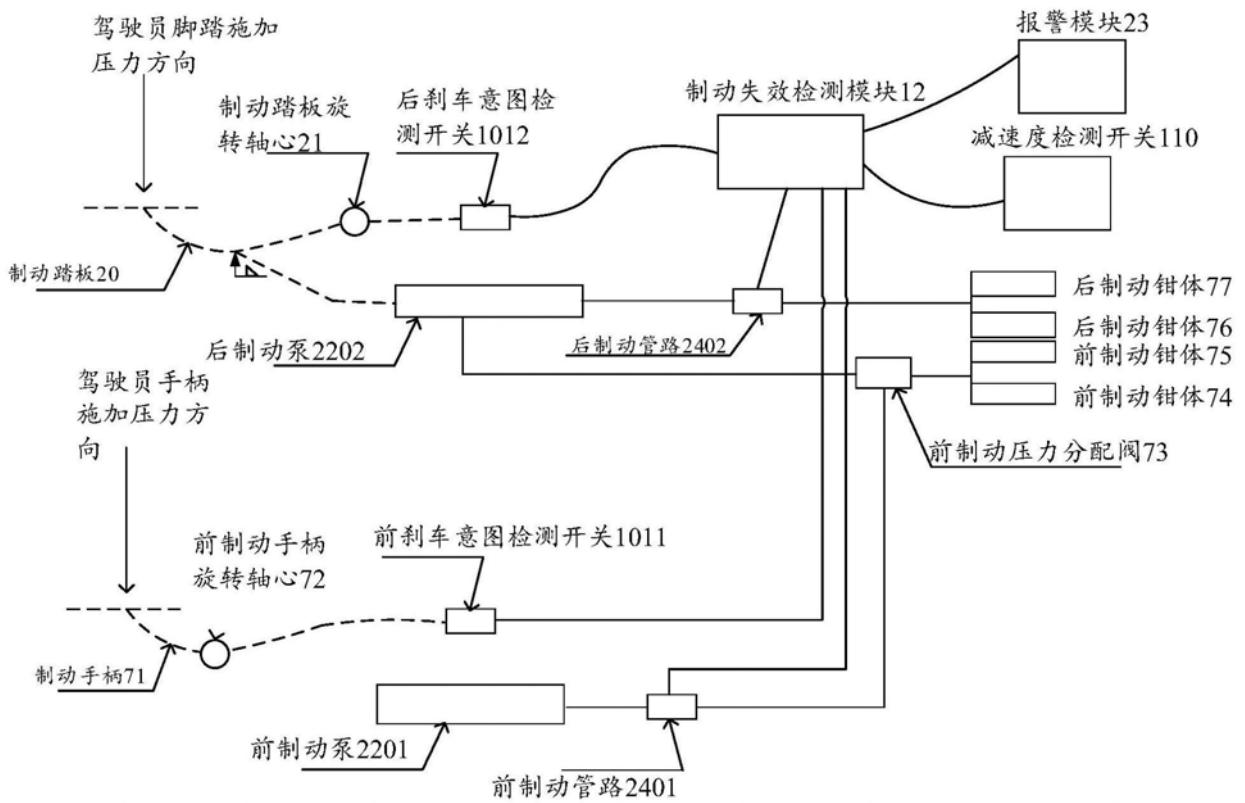 驾驶员脚踏施加
压力方向
报警模块23
制动踏板旋
转轴心21
后刹车意图检
测开关1012
制动失效检测模块12
减速度检测开关110
制动踏板20
后制动钳体77
后制动钳体76
前制动钳体75
前制动钳体74
后制动泵2202
后制动管路2402
驾驶员手柄
施加压力方
向
前制动压力分配阀73
前制动手柄
旋转轴心72
前刹车意图检测开关1011
制动手柄71
前制动泵2201
前制动管路2401